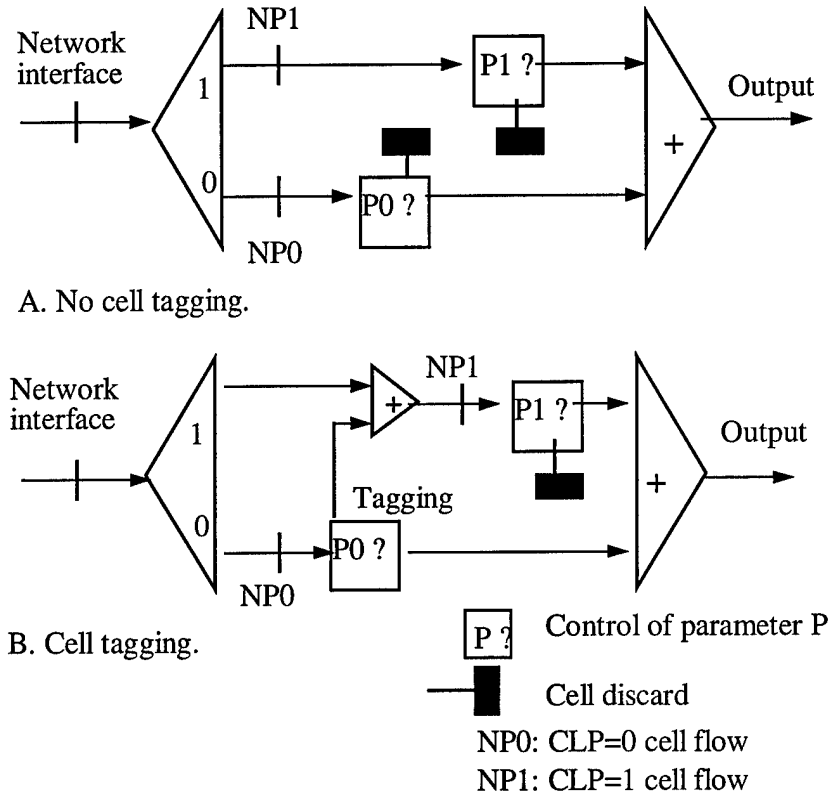 NP1
Network
interface
1
P1 ?
Output
+
0
P0 ?
NP0
A. No cell tagging.
Network
interface
NP1
+
P1 ?
1
Output
Tagging
+
0
P0 ?
NP0
B. Cell tagging.
P ?
Control of parameter P
Cell discard
NP0: CLP=0 cell flow
NP1: CLP=1 cell flow